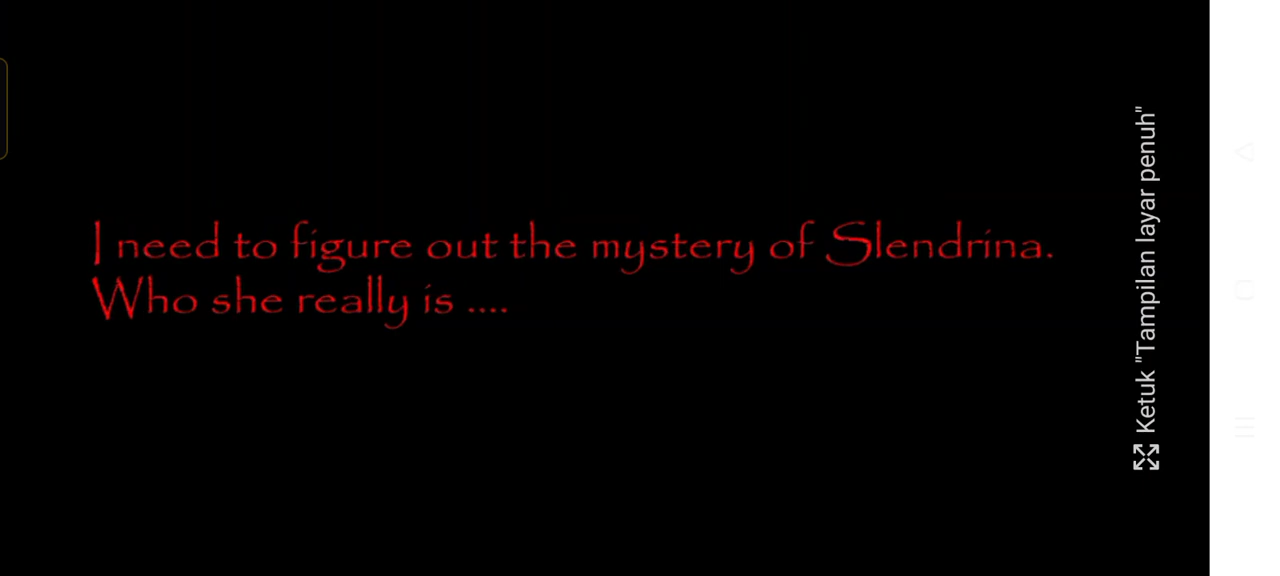 I need to figure out the mystery of Slendrina.
Who she really is ....
Ketuk "Tampilan layar penuh"